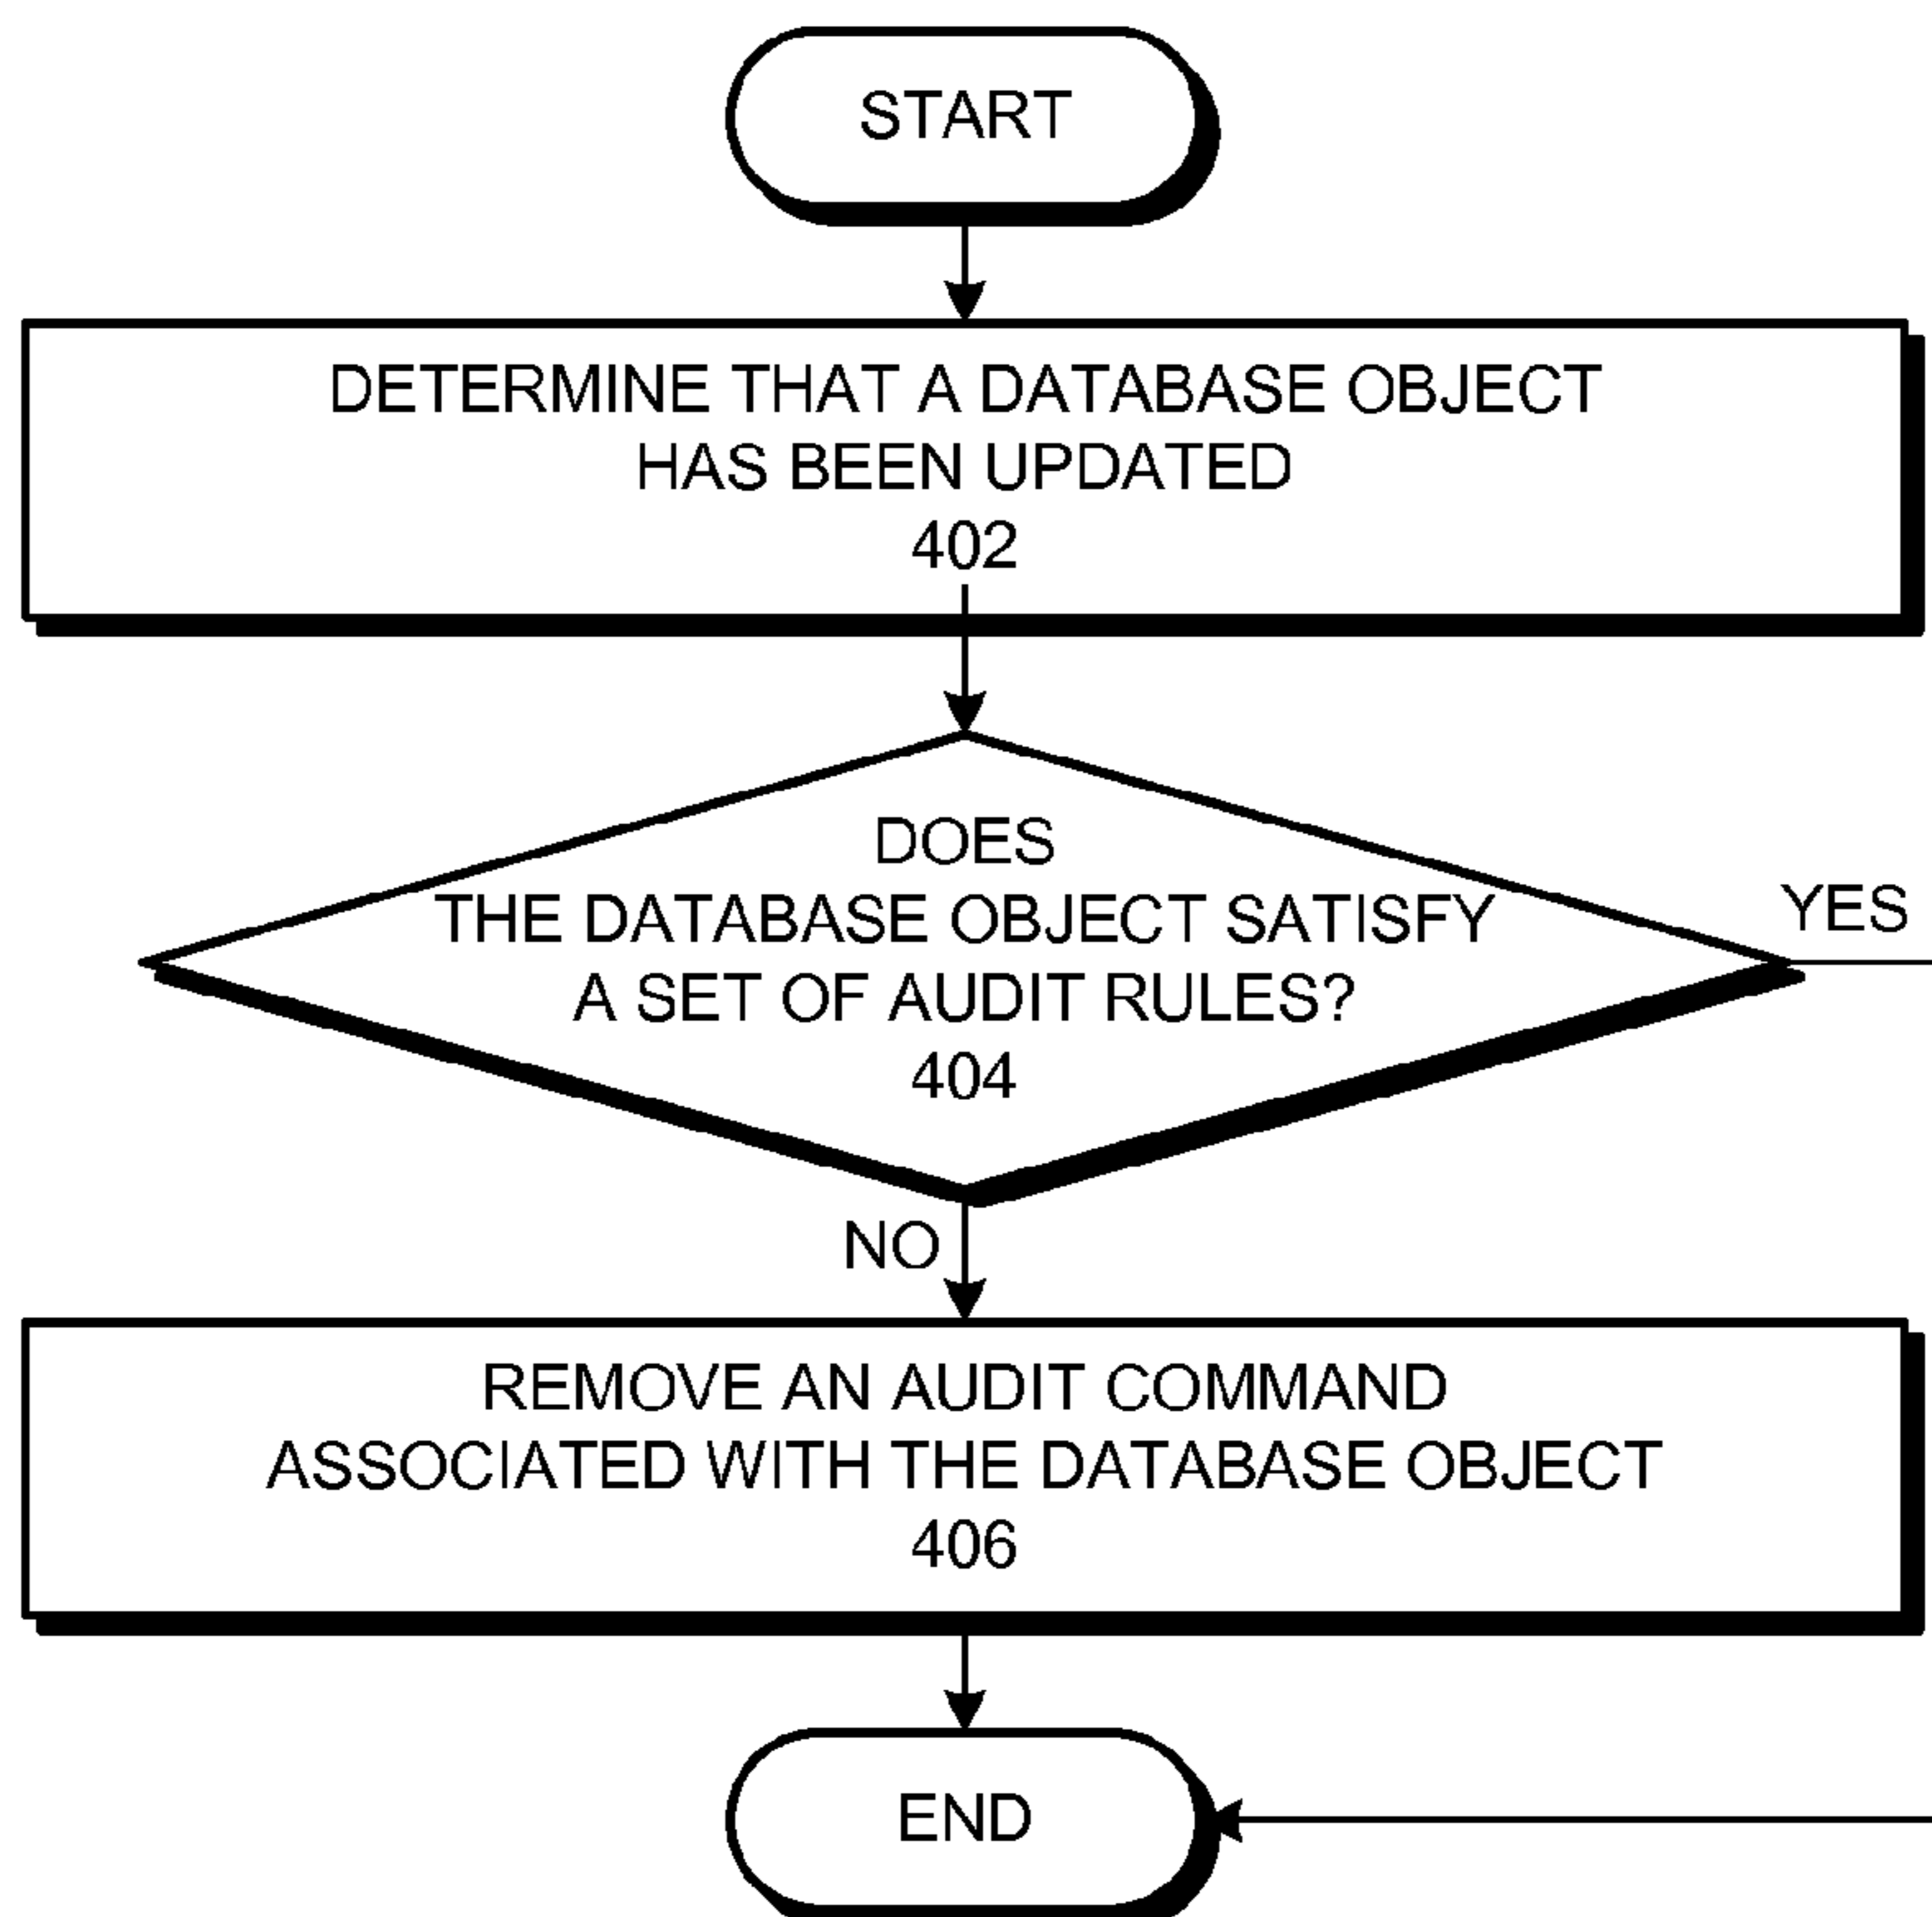 START
DETERMINE THAT A DATABASE OBJECT
HAS BEEN UPDATED
402
DOES
THE DATABASE OBJECT SATISFY
A SET OF AUDIT RULES?
404
YES
NO
REMOVE AN AUDIT COMMAND
ASSOCIATED WITH THE DATABASE OBJECT
406
END